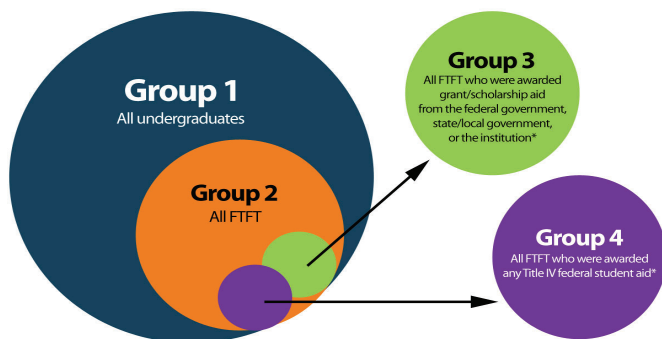 Group 1
All undergraduates
Group 2
All FTFT
Group 3
All FTFT who were awarded
grant/scholarship aid
from the federal government,
state/local government,
or the institution*
Group 4
All FTFT who were awarded
any Title IV federal student aid*